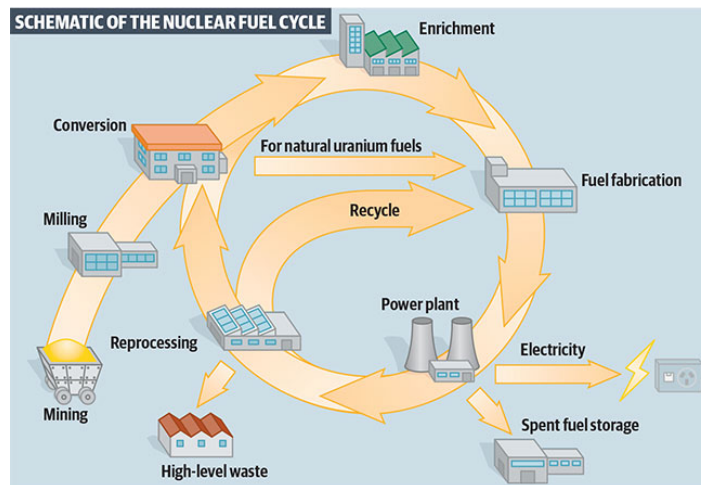 SCHEMATIC OF THE NUCLEAR FUEL CYCLE
Enrichment
Conversion
For natural uranium fuels
Fuel fabrication
Recycle
Milling
Power plant
Reprocessing
Electricity
Mining
Spent fuel storage
High-level waste